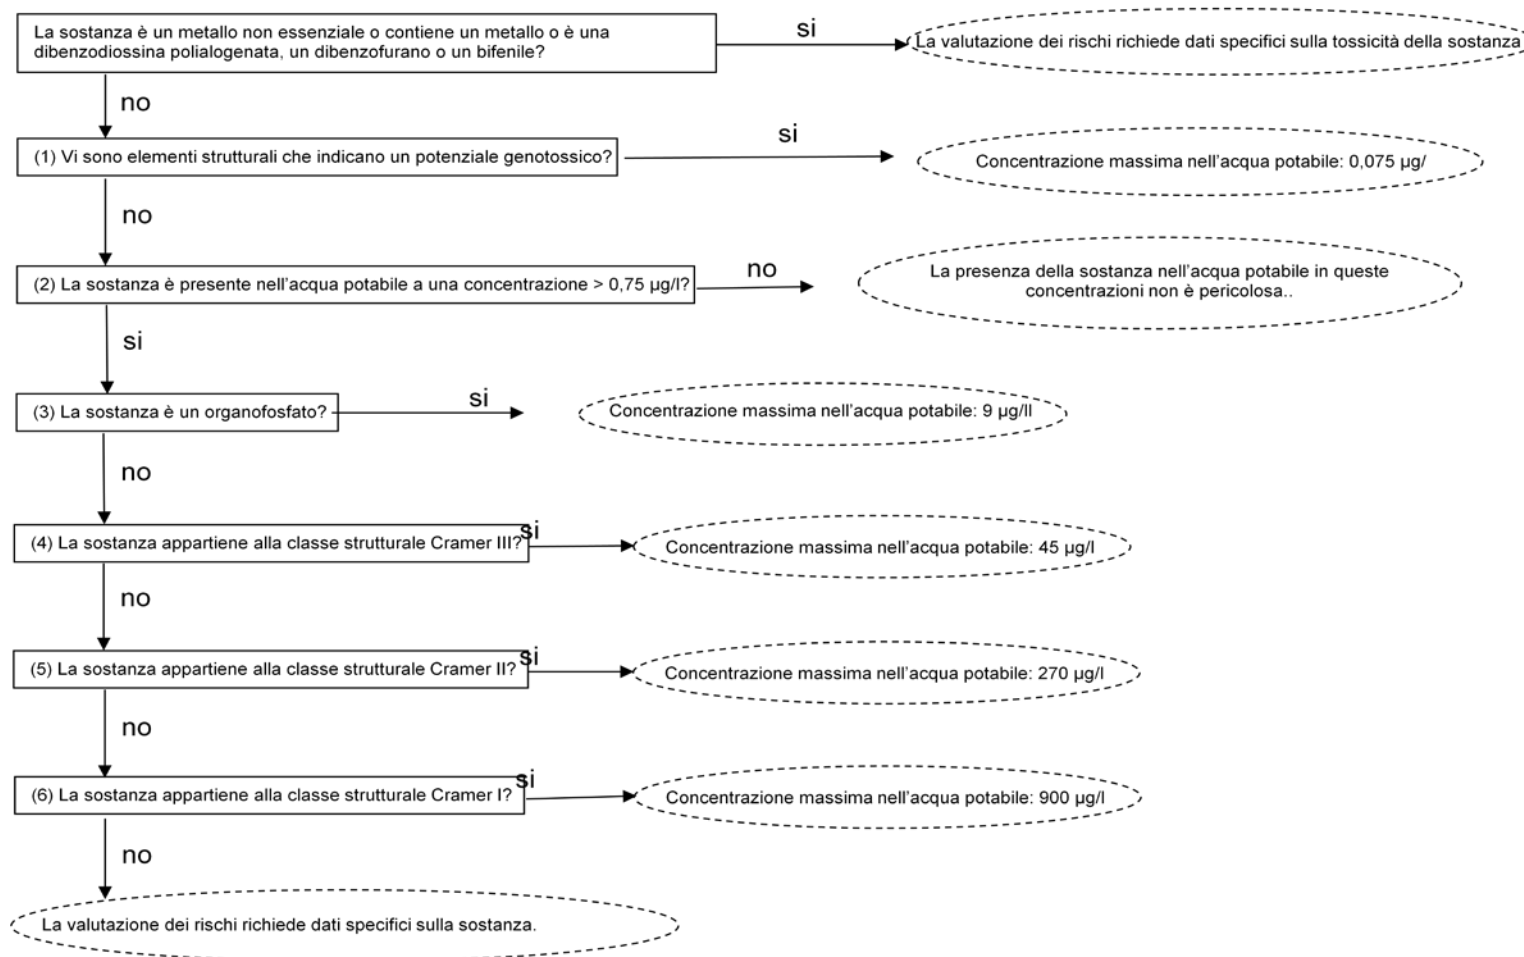 La sostanza è un metallo non essenziale o contiene un metallo o è una
dibenzodiossina polialogenata, un dibenzofurano o un bifenile?
si
La valutazione dei rischi richiede dati specifici sulla tossicità della sostanza
no
(1) Vi sono elementi strutturali che indicano un potenziale genotossico?
si
Concentrazione massima nell'acqua potabile: 0,075 µg/
no
(2) La sostanza è presente nell'acqua potabile a una concentrazione > 0,75 µg/l?
no
La presenza della sostanza nell'acqua potabile in queste
concentrazioni non è pericolosa..
si
(3) La sostanza è un organofosfato?
si
Concentrazione massima nell'acqua potabile: 9 µg/ll
no
(4) La sostanza appartiene alla classe strutturale Cramer III?
si
Concentrazione massima nell'acqua potabile: 45 µg/l
no
(5) La sostanza appartiene alla classe strutturale Cramer II?
si
Concentrazione massima nell'acqua potabile: 270 µg/l
no
(6) La sostanza appartiene alla classe strutturale Cramer I?
si
Concentrazione massima nell'acqua potabile: 900 µg/l
no
La valutazione dei rischi richiede dati specifici sulla sostanza.